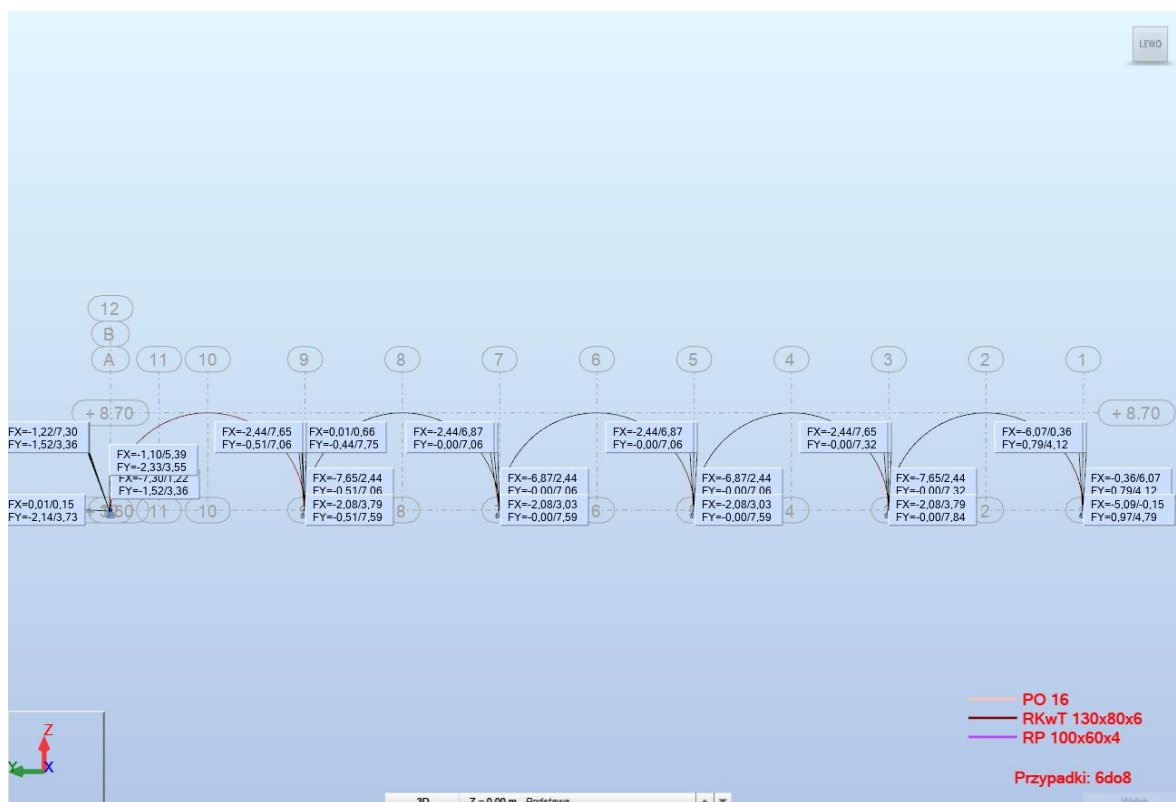 LEWO
12
B
A 11 10 9 8 7 6 5 4 3 2 1
+ 8.70 + 8.70
FX=-1,22/7,30
FY=-1,52/3,36
FX=-1,10/5,39
FY=-2,33/3,55
FX=-7,30/1,22
FY=-1,52/3,36
FX=0,01/0,15
FY=-2,14/3,73
FX=-2,44/7,65
FY=-0,51/7,06
FX=0,01/0,66
FY=-0,44/7,75
FX=-7,65/2,44
FY=-0,51/7,06
FX=-2,08/3,79
FY=-0,51/7,59
FX=-2,44/6,87
FY=-0,00/7,06
FX=-6,87/2,44
FY=-0,00/7,06
FX=-2,08/3,03
FY=-0,00/7,59
FX=-2,44/6,87
FY=-0,00/7,06
FX=-6,87/2,44
FY=-0,00/7,06
FX=-2,08/3,03
FY=-0,00/7,59
FX=-2,44/7,65
FY=-0,00/7,32
FX=-7,65/2,44
FY=-0,00/7,32
FX=-2,08/3,79
FY=-0,00/7,84
FX=-6,07/0,36
FY=0,79/4,12
FX=-0,36/6,07
FY=0,79/4,12
FX=-5,09/-0,15
FY=0,97/4,79
11 10 8 6 4 2
PO 16
RKwT 130x80x6
RP 100x60x4
Przypadki: 6do8
Z
Y X
3D Z = 0,00 m - Podstawa
Widok